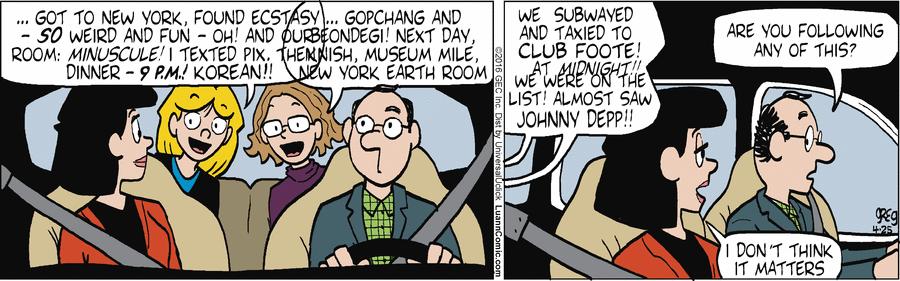 ... GOT TO NEW YORK, FOUND ECSTASY ... GOPCHANG AND
- SO WEIRD AND FUN - OH! AND OUR BEONDEGI! NEXT DAY,
ROOM: MINUSCULE! I TEXTED PIX. THEN NISH, MUSEUM MILE,
DINNER - 9 P.M.! KOREAN!! NEW YORK EARTH ROOM
©2016 GEC Inc. Dist by Universal Uclick LuannComic.com
WE SUBWAYED
AND TAXIED TO
CLUB FOOTE!
AT MIDNIGHT!!
WE WERE ON THE
LIST! ALMOST SAW
JOHNNY DEPP!!
ARE YOU FOLLOWING
ANY OF THIS?
I DON'T THINK
IT MATTERS
GREG
4-25